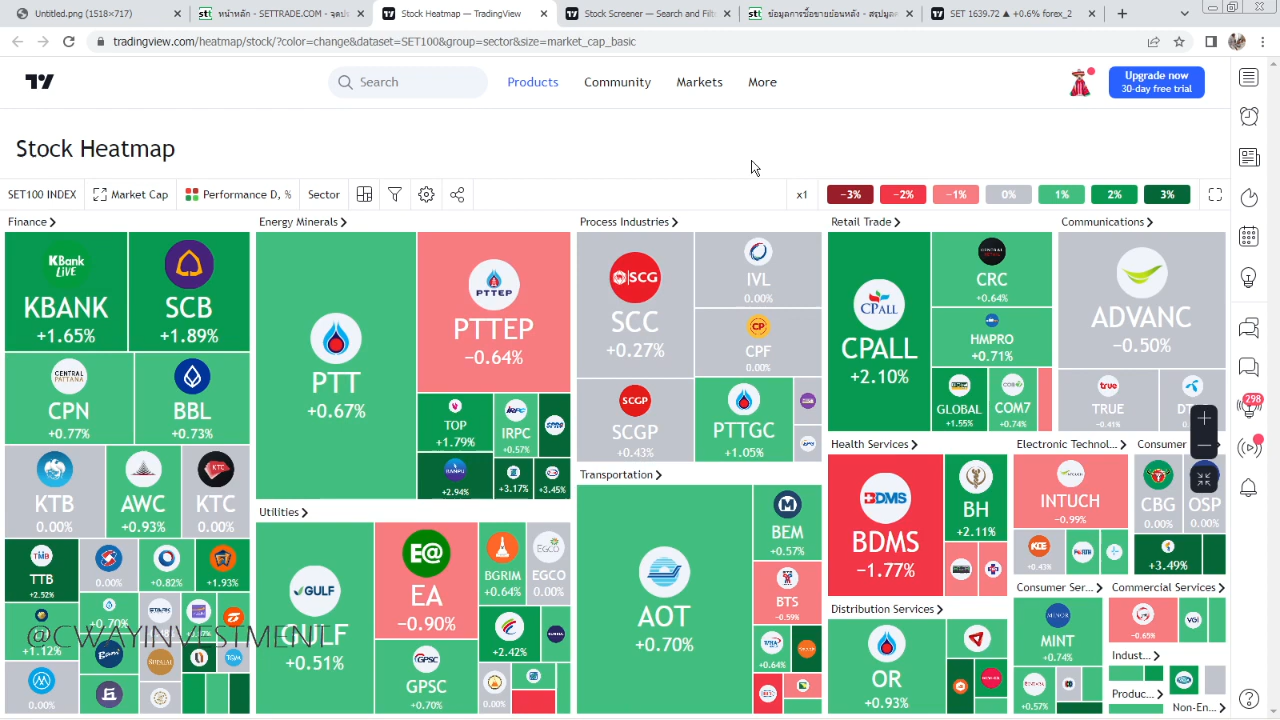 Untitled.png (1518×717)
หน้าหลัก - SETTRADE.COM - จุดปร
Stock Heatmap — TradingView
Stock Screener — Search and Filt
ข้อมูลการซื้อขายย้อนหลัง - สรุปมูลค
SET 1639.72 ▲ +0.6% forex_2
tradingview.com/heatmap/stock/?color=change&dataset=SET100&group=sector&size=market_cap_basic
Search
Products
Community
Markets
More
Upgrade now
30-day free trial
Stock Heatmap
SET100 INDEX
Market Cap
Performance D, %
Sector
x1
−3%
−2%
−1%
0%
1%
2%
3%
Finance
KBank
LIVE
KBANK
+1.65%
SCB
+1.89%
CENTRAL
PATTANA
CPN
+0.77%
BBL
+0.73%
KTB
0.00%
AWC
+0.93%
KTC
KTC
0.00%
TMB
TTB
+2.52%
0.00%
+0.82%
+1.93%
+1.12%
0.70%
0.00%
@CWAYINVESTMENT
Energy Minerals
PTT
+0.67%
PTTEP
PTTEP
−0.64%
TOP
+1.79%
IRPC
IRPC
+0.57%
BANPU
+2.94%
+3.17%
+3.45%
Utilities
GULF
GULF
+0.51%
E@
EA
−0.90%
BGRIM
+0.64%
EGCO
EGCO
0.00%
GPSC
GPSC
+0.70%
+2.42%
0.00%
Process Industries
SCG
SCC
+0.27%
IVL
0.00%
CP
CPF
0.00%
SCGP
SCGP
+0.43%
PTTGC
+1.05%
Transportation
AOT
+0.70%
BEM
+0.57%
BTS
−0.59%
+0.64%
Retail Trade
CPALL
CPALL
+2.10%
CENTRAL
RETAIL
CRC
+0.64%
HMPRO
+0.71%
GLOBAL
+1.55%
COM7
+0.74%
Communications
ADVANC
−0.50%
true
TRUE
−0.41%
Health Services
BDMS
BDMS
−1.77%
BH
+2.11%
Electronic Technol...
INTUCH
−0.99%
KCE
+0.43%
Consumer
CBG
0.00%
OSP
0.00%
+3.49%
Distribution Services
OR
+0.93%
Consumer Ser...
MINOR
MINT
+0.74%
+0.57%
Commercial Services
−0.65%
VGI
Indust...
Produc...
Non-En...
298